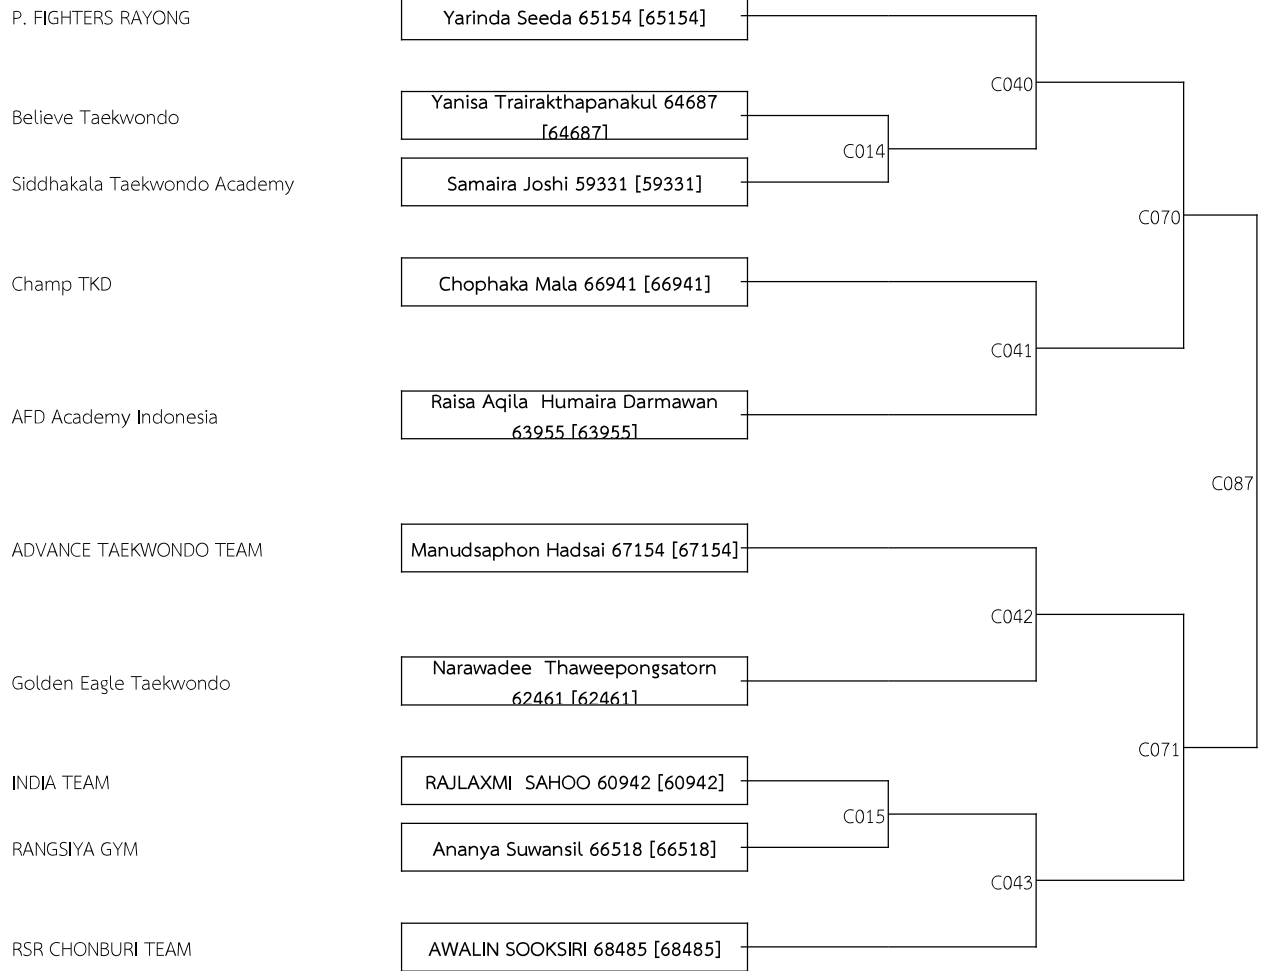 P. FIGHTERS RAYONG
Yarinda Seeda 65154 [65154]
C040
Believe Taekwondo
Yanisa Trairakthapanakul 64687
[64687]
C014
Siddhakala Taekwondo Academy
Samaira Joshi 59331 [59331]
C070
Champ TKD
Chophaka Mala 66941 [66941]
C041
AFD Academy Indonesia
Raisa Aqila  Humaira Darmawan
63955 [63955]
C087
ADVANCE TAEKWONDO TEAM
Manudsaphon Hadsai 67154 [67154]
C042
Golden Eagle Taekwondo
Narawadee  Thaweepongsatorn
62461 [62461]
C071
INDIA TEAM
RAJLAXMI  SAHOO 60942 [60942]
C015
RANGSIYA GYM
Ananya Suwansil 66518 [66518]
C043
RSR CHONBURI TEAM
AWALIN SOOKSIRI 68485 [68485]